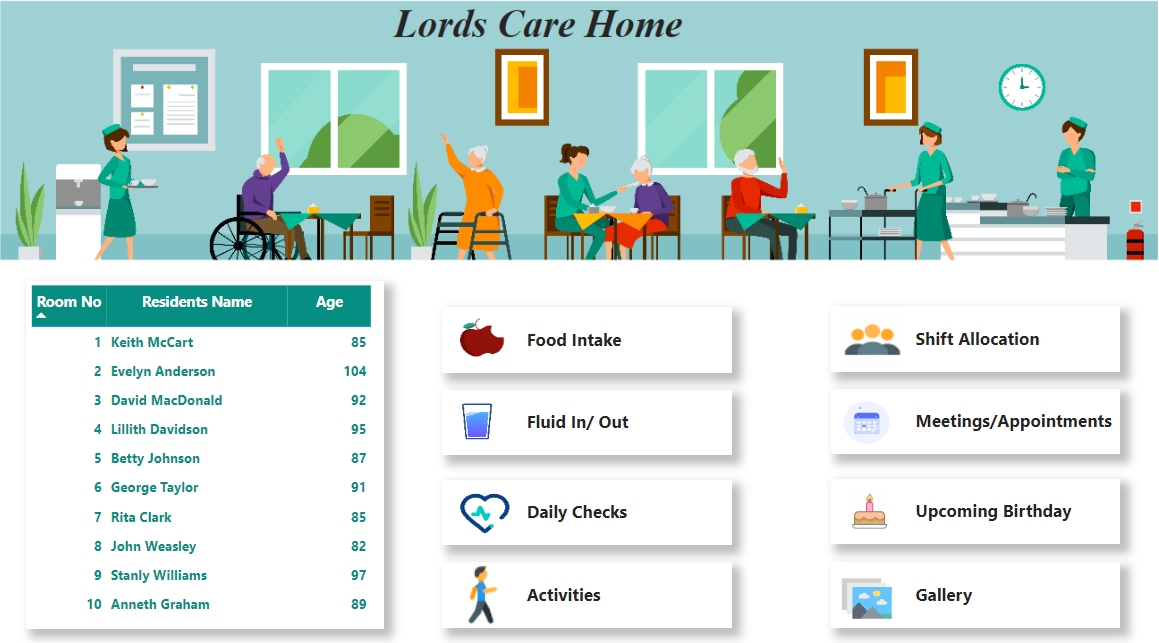 Lords Care Home
Room No Residents Name Age
1 Keith McCart 85
2 Evelyn Anderson 104
3 David MacDonald 92
4 Lillith Davidson 95
5 Betty Johnson 87
6 George Taylor 91
7 Rita Clark 85
8 John Weasley 82
9 Stanly Williams 97
10 Anneth Graham 89
Food Intake
Fluid In/ Out
Daily Checks
Activities
Shift Allocation
Meetings/Appointments
Upcoming Birthday
Gallery